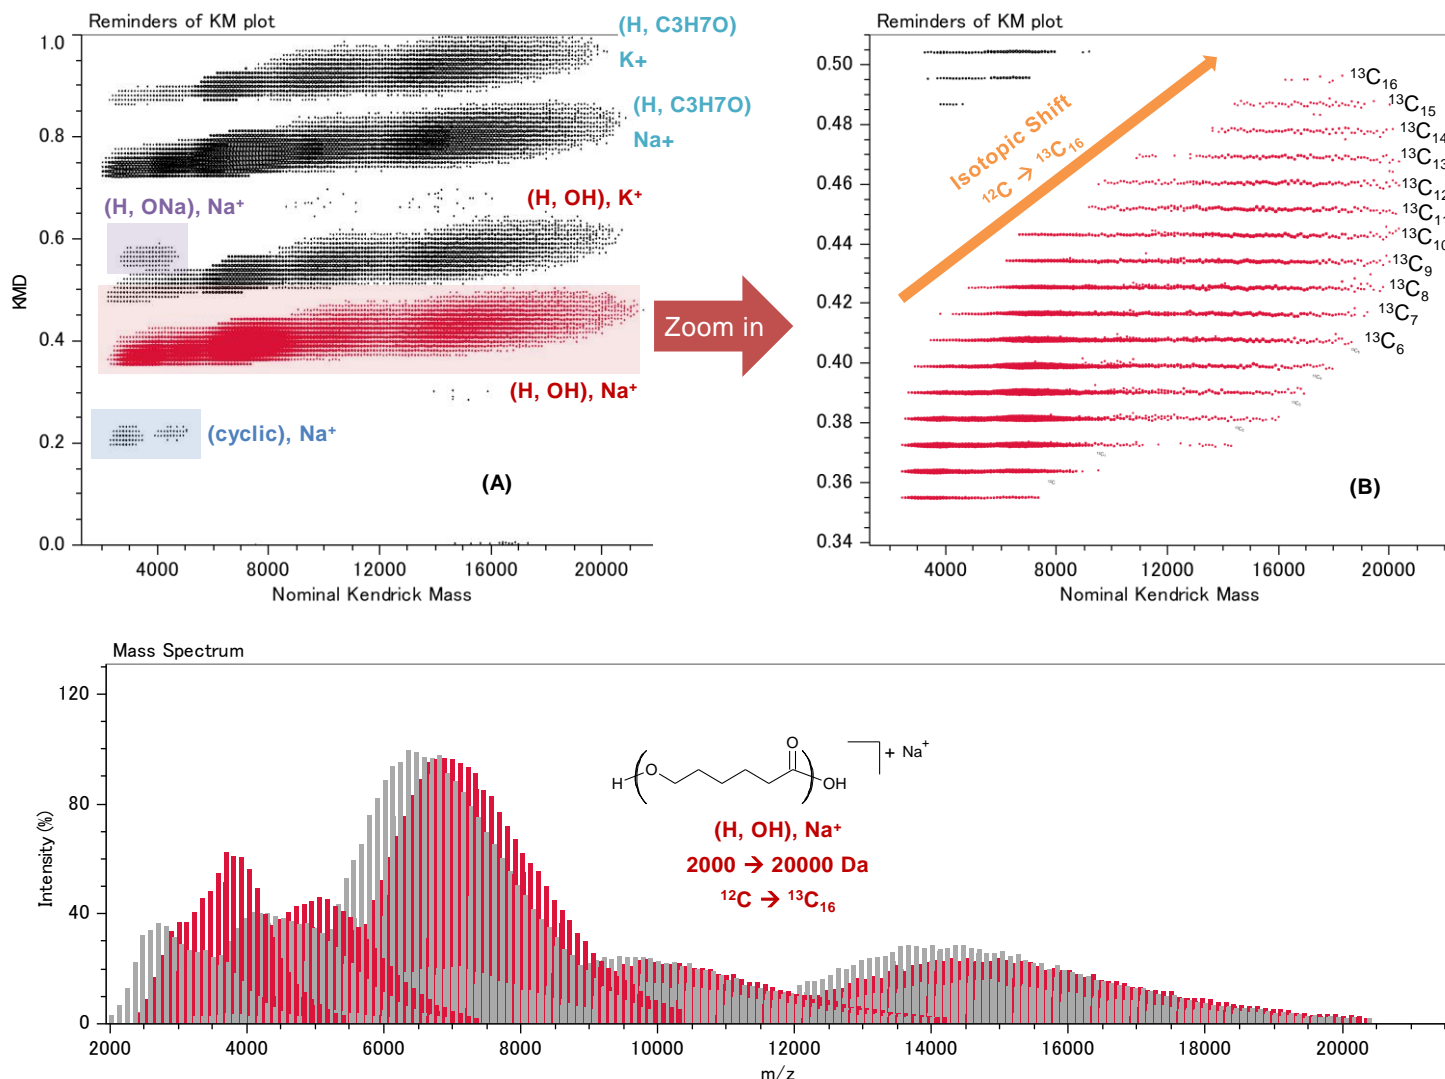 Reminders of KM plot
1.0
0.8
0.6
0.4
0.2
0.0
KMD
4000 8000 12000 16000 20000
Nominal Kendrick Mass
(H, C3H7O)
K+
(H, C3H7O)
Na+
(H, ONa), Na⁺
(H, OH), K⁺
(H, OH), Na⁺
(cyclic), Na⁺
(A)
Zoom in
Reminders of KM plot
0.50
0.48
0.46
0.44
0.42
0.40
0.38
0.36
0.34
4000 8000 12000 16000 20000
Nominal Kendrick Mass
Isotopic Shift
¹²C → ¹³C₁₆
¹³C₁₆
¹³C₁₅
¹³C₁₄
¹³C₁₃
¹³C₁₂
¹³C₁₁
¹³C₁₀
¹³C₉
¹³C₈
¹³C₇
¹³C₆
(B)
Mass Spectrum
120
80
40
0
Intensity (%)
2000 4000 6000 8000 10000 12000 14000 16000 18000 20000
m/z
H O O OH
+ Na⁺
(H, OH), Na⁺
2000 → 20000 Da
¹²C → ¹³C₁₆